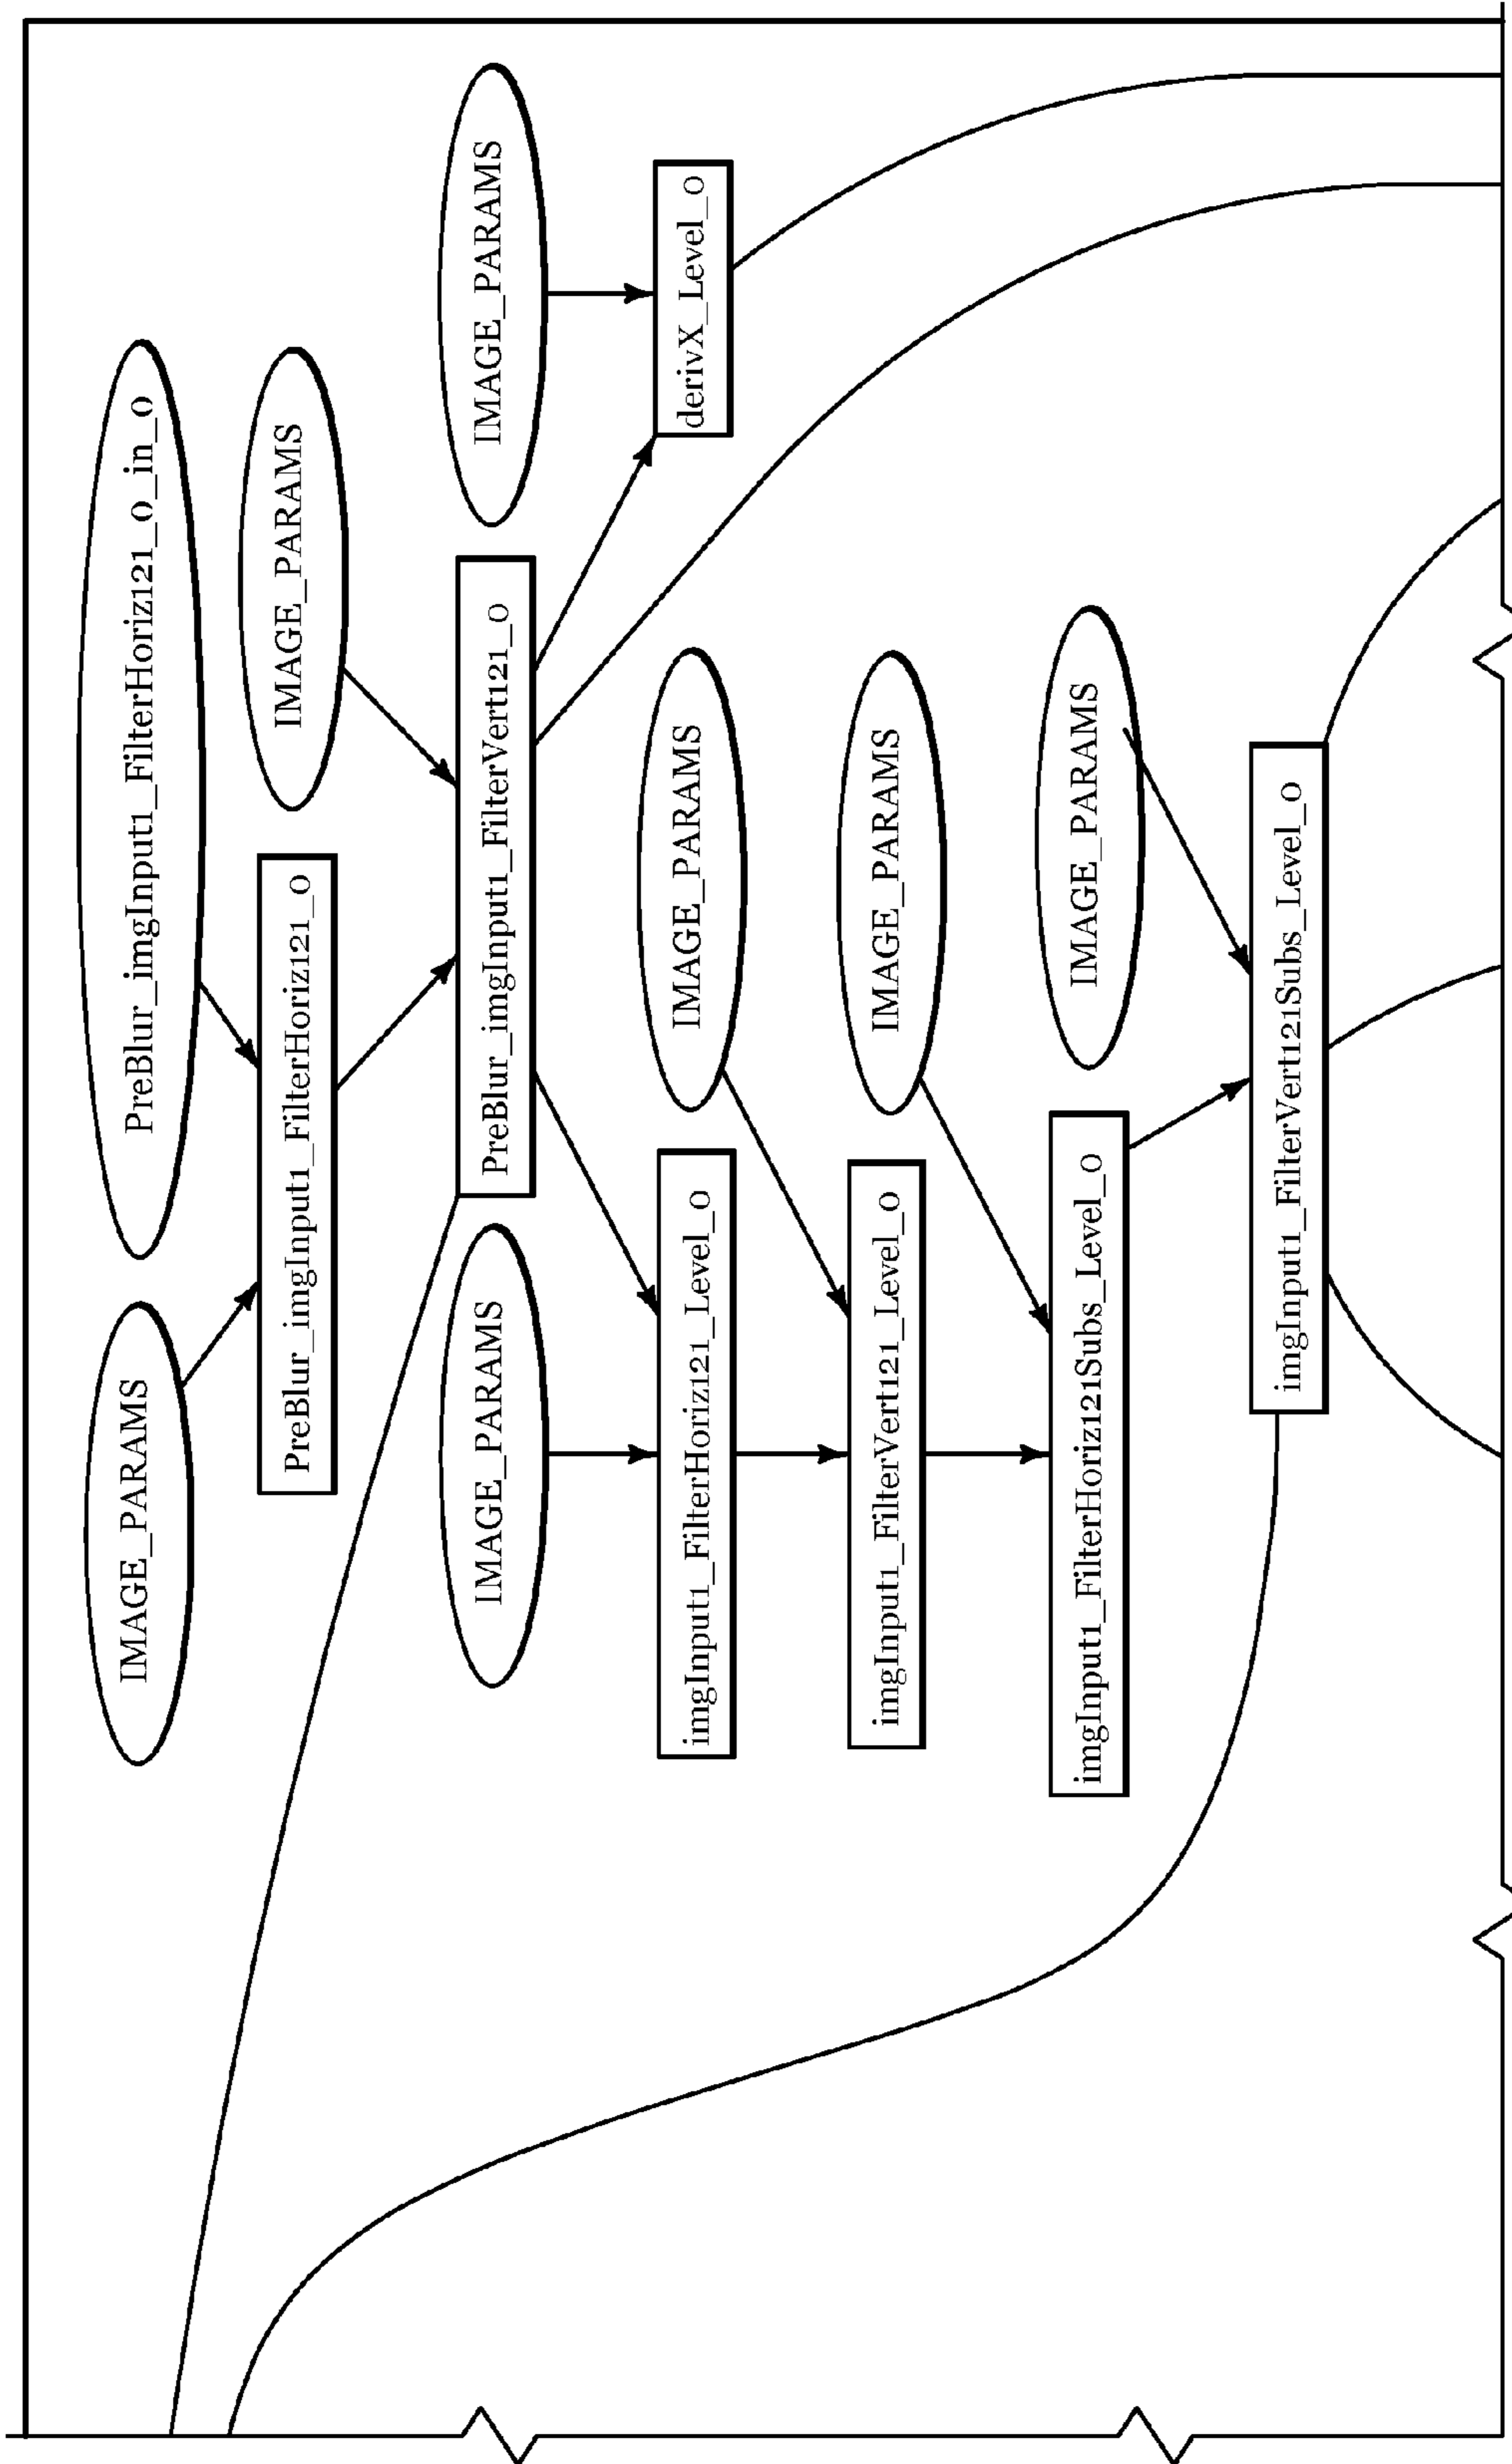 IMAGE_PARAMS
PreBlur_imgInput1_FilterHoriz121_0_in_0
PreBlur_imgInput1_FilterHoriz121_0
IMAGE_PARAMS
IMAGE_PARAMS
PreBlur_imgInput1_FilterVert121_0
IMAGE_PARAMS
imgInput1_FilterHoriz121_Level_0
IMAGE_PARAMS
derivX_Level_0
imgInput1_FilterVert121_Level_0
IMAGE_PARAMS
imgInput1_FilterHoriz121Subs_Level_0
IMAGE_PARAMS
imgInput1_FilterVert121Subs_Level_0